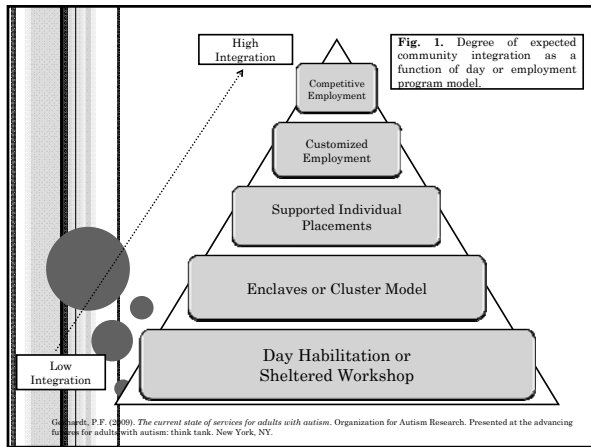 High
Integration
Fig. 1. Degree of expected
community integration as a
function of day or employment
program model.
Competitive
Employment
Customized
Employment
Supported Individual
Placements
Enclaves or Cluster Model
Day Habilitation or
Sheltered Workshop
Low
Integration
P.F. (2009). The current state of services for adults with autism. Organization for Autism Research. Presented at the advancing
for adults with autism: think tank. New York, NY.